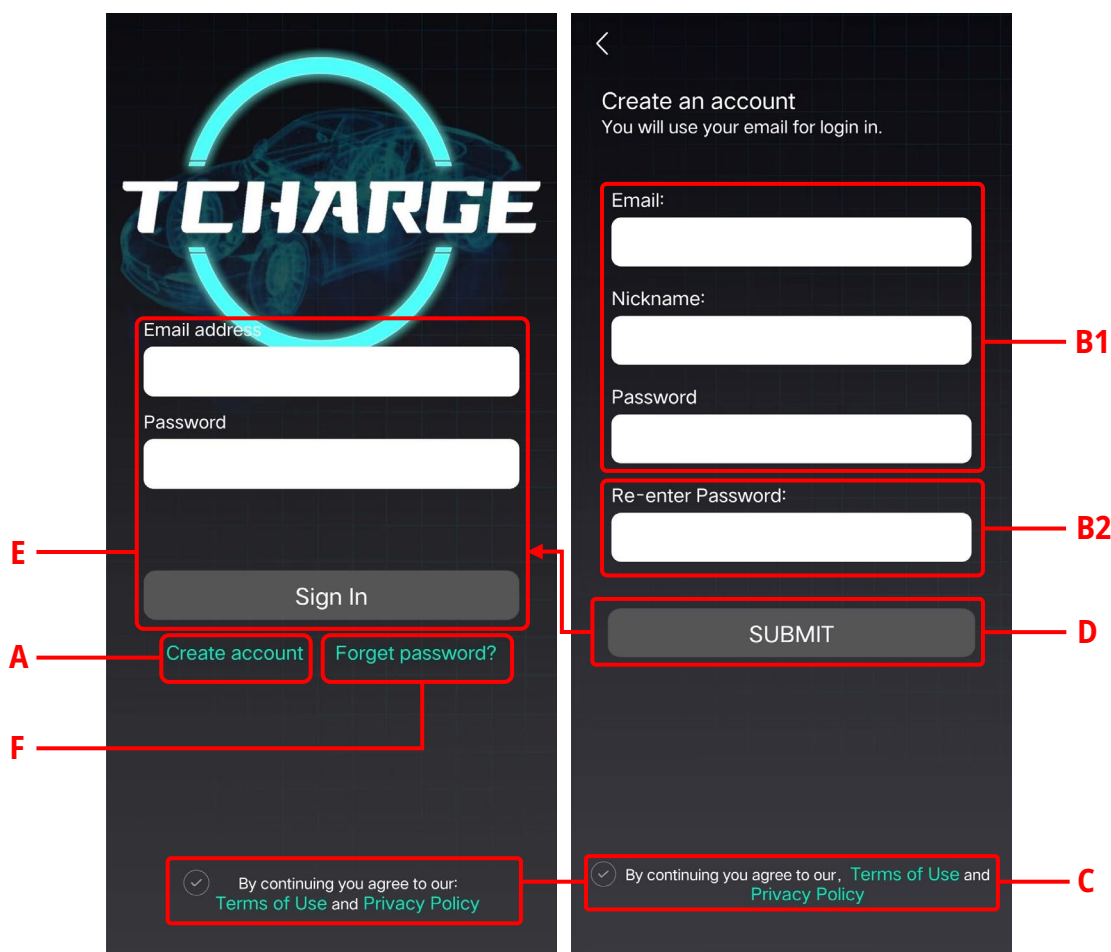 TCHARGE
Email address
Password
Sign In
Create account
Forget password?
By continuing you agree to our:
Terms of Use and Privacy Policy
Create an account
You will use your email for login in.
Email:
Nickname:
Password
Re-enter Password:
SUBMIT
By continuing you agree to our, Terms of Use and
Privacy Policy
E
A
F
B1
B2
D
C